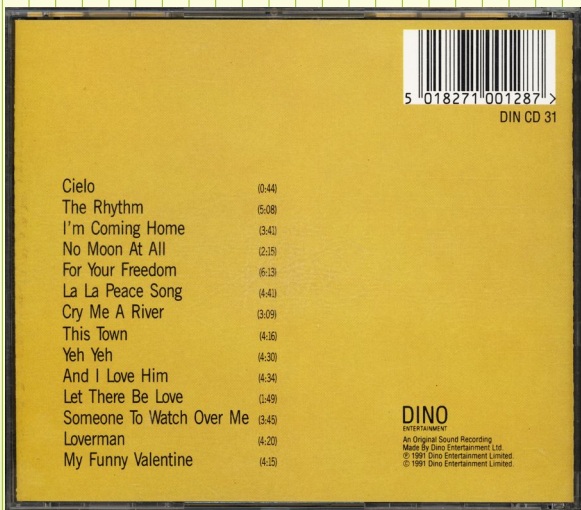 5 018271 001287 >
DIN CD 31
Cielo (0:44)
The Rhythm (5:08)
I'm Coming Home (3:41)
No Moon At All (2:15)
For Your Freedom (6:13)
La La Peace Song (4:41)
Cry Me A River (3:09)
This Town (4:16)
Yeh Yeh (4:30)
And I Love Him (4:34)
Let There Be Love (1:49)
Someone To Watch Over Me (3:45)
Loverman (4:20)
My Funny Valentine (4:15)
DINO
ENTERTAINMENT
An Original Sound Recording
Made By Dino Entertainment Ltd.
℗ 1991 Dino Entertainment Limited.
© 1991 Dino Entertainment Limited.